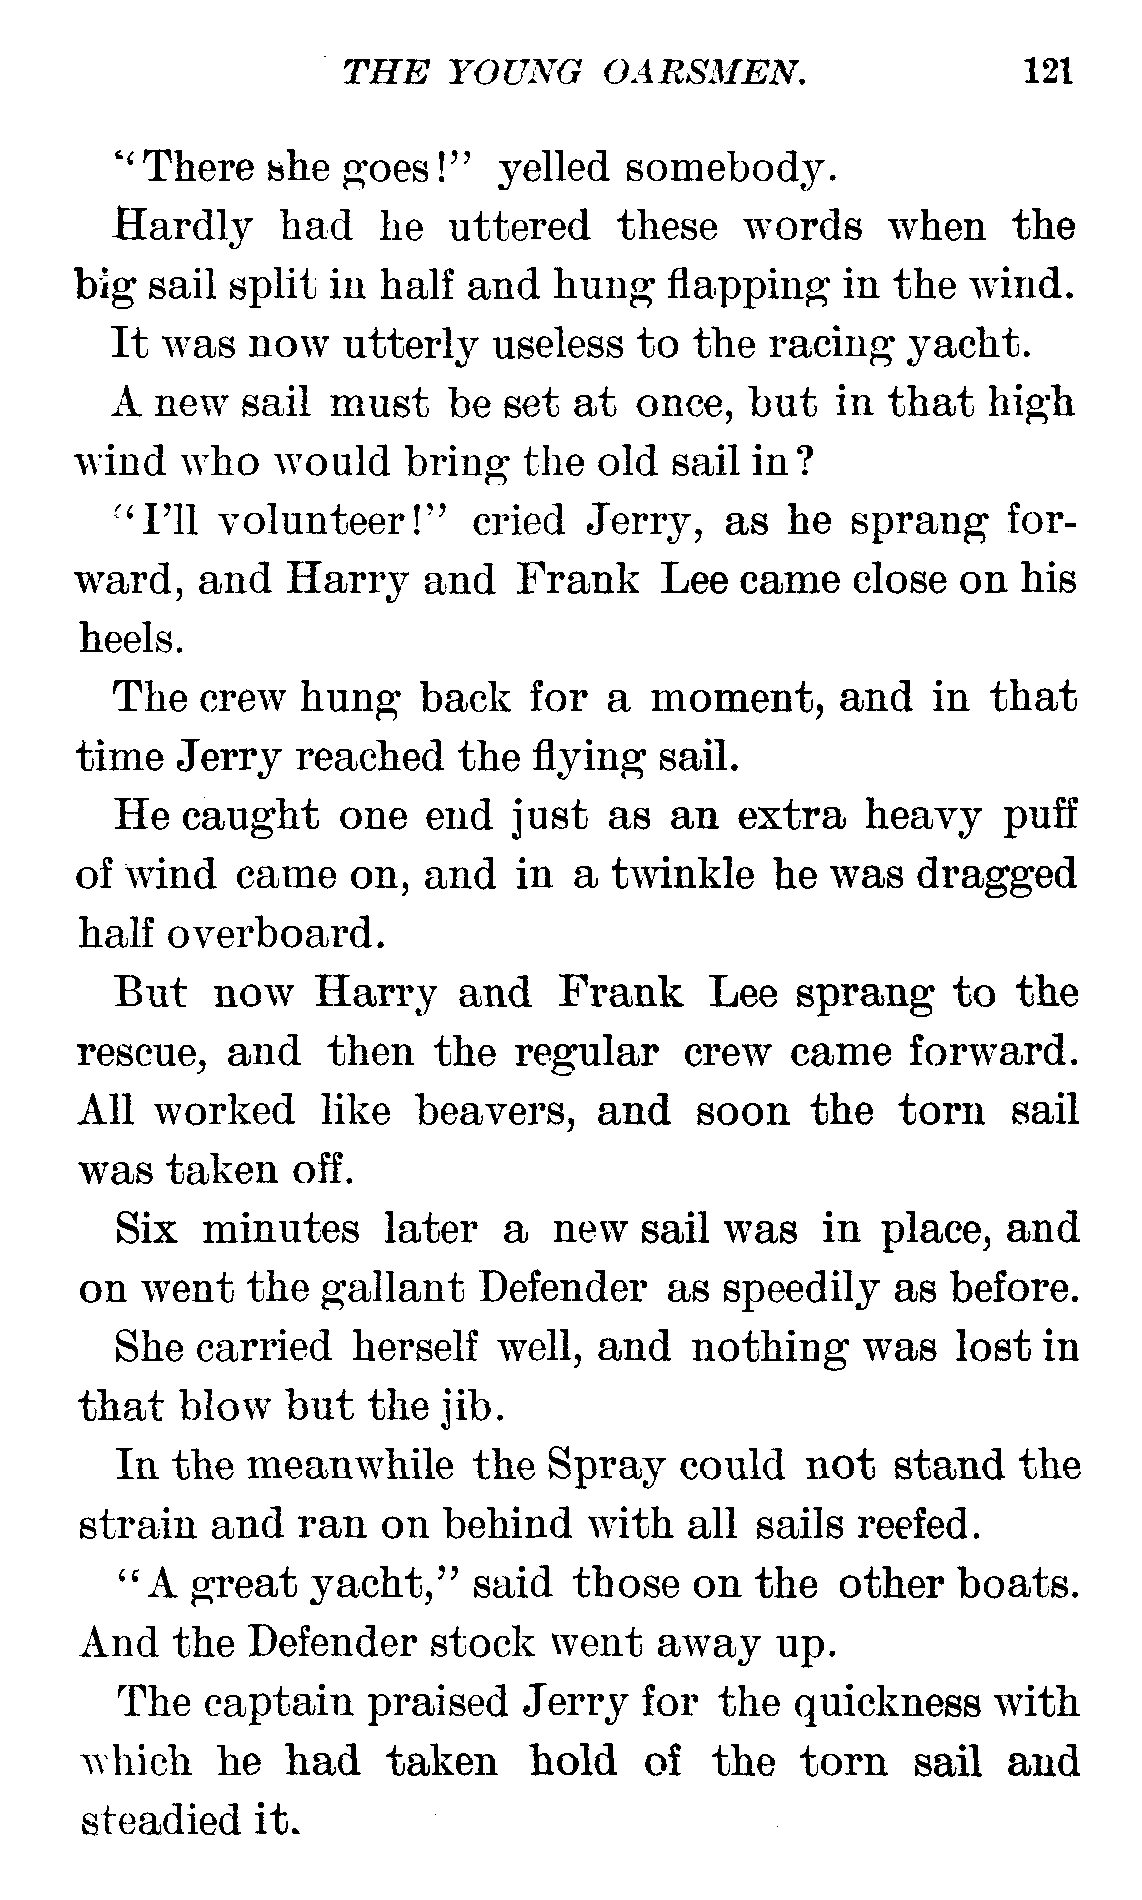 THE YOUNG OARSMEN. 121
"There she goes!" yelled somebody.
Hardly had he uttered these words when the
big sail split in half and hung flapping in the wind.
It was now utterly useless to the racing yacht.
A new sail must be set at once, but in that high
wind who would bring the old sail in?
"I'll volunteer!" cried Jerry, as he sprang for-
ward, and Harry and Frank Lee came close on his
heels.
The crew hung back for a moment, and in that
time Jerry reached the flying sail.
He caught one end just as an extra heavy puff
of wind came on, and in a twinkle he was dragged
half overboard.
But now Harry and Frank Lee sprang to the
rescue, and then the regular crew came forward.
All worked like beavers, and soon the torn sail
was taken off.
Six minutes later a new sail was in place, and
on went the gallant Defender as speedily as before.
She carried herself well, and nothing was lost in
that blow but the jib.
In the meanwhile the Spray could not stand the
strain and ran on behind with all sails reefed.
"A great yacht," said those on the other boats.
And the Defender stock went away up.
The captain praised Jerry for the quickness with
which he had taken hold of the torn sail and
steadied it.